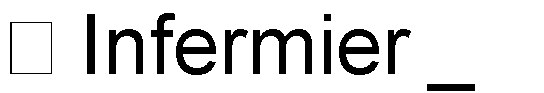 □ Infermier _